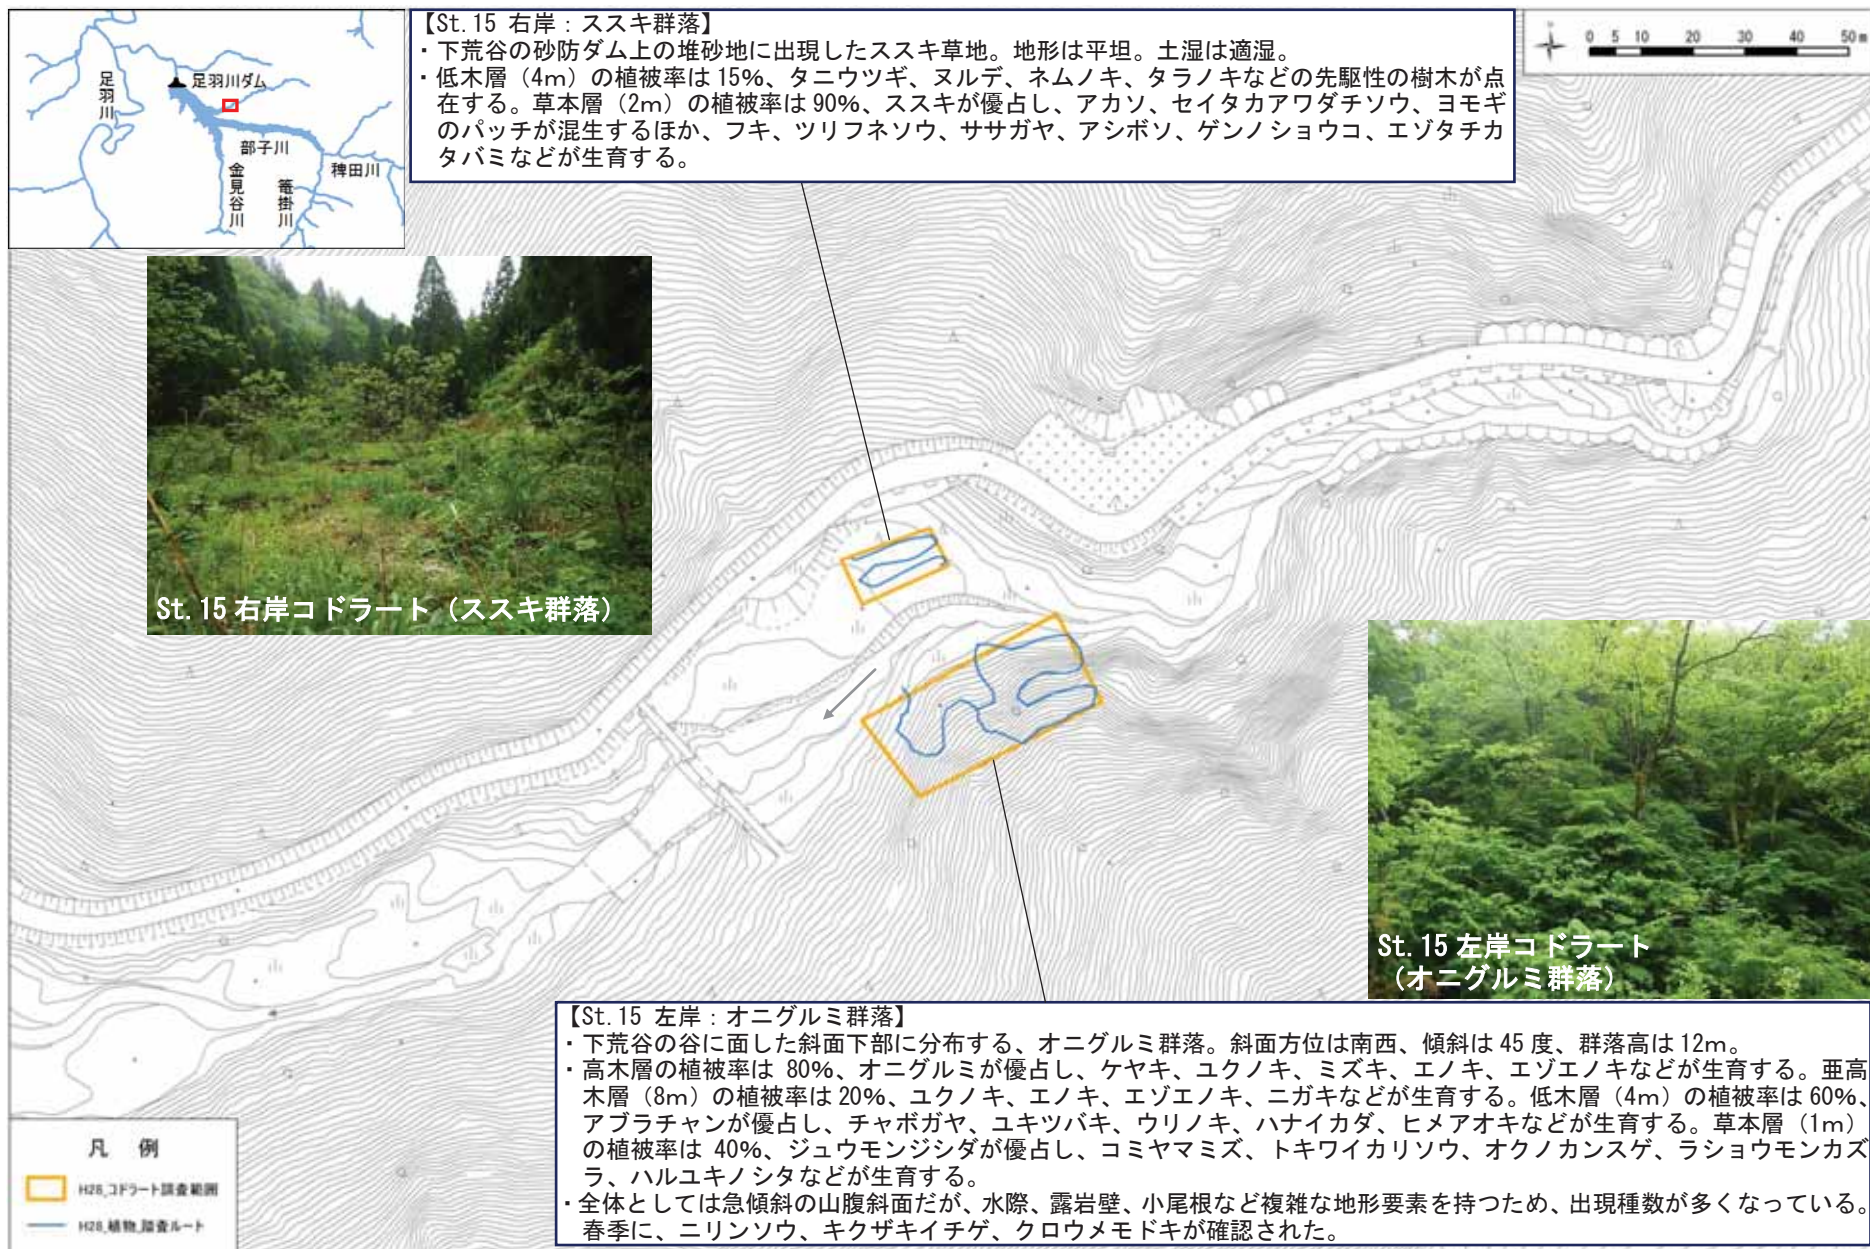 【St.15 右岸：ススキ群落】
・下荒谷の砂防ダム上の堆砂地に出現したススキ草地。地形は平坦。土湿は適湿。
・低木層（4m）の植被率は 15%、タニウツギ、ヌルデ、ネムノキ、タラノキなどの先駆性の樹木が点
在する。草本層（2m）の植被率は 90%、ススキが優占し、アカソ、セイタカアワダチソウ、ヨモギ
のパッチが混生するほか、フキ、ツリフネソウ、ササガヤ、アシボソ、ゲンノショウコ、エゾタチカ
タバミなどが生育する。
0 5 10 20 30 40 50m
足羽川
足羽川ダム
部子川
金見谷川
篭掛川
稗田川
St.15 右岸コドラート（ススキ群落）
St.15 左岸コドラート
（オニグルミ群落）
【St.15 左岸：オニグルミ群落】
・下荒谷の谷に面した斜面下部に分布する、オニグルミ群落。斜面方位は南西、傾斜は 45 度、群落高は 12m。
・高木層の植被率は 80%、オニグルミが優占し、ケヤキ、ユクノキ、ミズキ、エノキ、エゾエノキなどが生育する。亜高
木層（8m）の植被率は 20%、ユクノキ、エノキ、エゾエノキ、ニガキなどが生育する。低木層（4m）の植被率は 60%、
アブラチャンが優占し、チャボガヤ、ユキツバキ、ウリノキ、ハナイカダ、ヒメアオキなどが生育する。草本層（1m）
の植被率は 40%、ジュウモンジシダが優占し、コミヤマミズ、トキワイカリソウ、オクノカンスゲ、ラショウモンカズ
ラ、ハルユキノシタなどが生育する。
・全体としては急傾斜の山腹斜面だが、水際、露岩壁、小尾根など複雑な地形要素を持つため、出現種数が多くなっている。
春季に、ニリンソウ、キクザキイチゲ、クロウメモドキが確認された。
凡 例
H28_コドラート調査範囲
H28_植物_踏査ルート